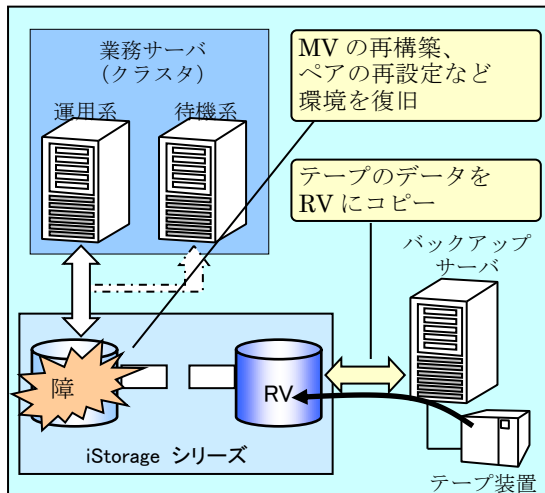 業務サーバ
(クラスタ)
運用系
待機系
MV の再構築、
ペアの再設定など
環境を復旧
テープのデータを
RV にコピー
バックアップ
サーバ
障
RV
iStorage シリーズ
テープ装置